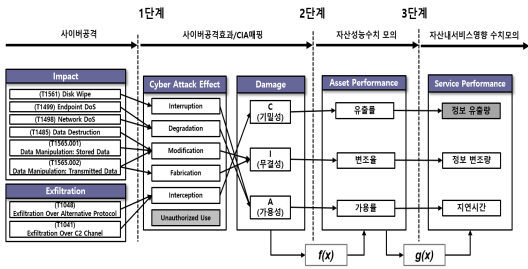 1단계
2단계
3단계
사이버공격
사이버공격효과/CIA매핑
자산성능수치 모의
자산내서비스영향 수치모의
Impact
(T1561) Disk Wipe
(T1499) Endpoint DoS
(T1498) Network DoS
(T1485) Data Destruction
(T1565.001)
Data Manipulation: Stored Data
(T1565.002)
Data Manipulation: Transmitted Data
Exfiltration
(T1048)
Exfiltration Over Alternative Protocol
(T1041)
Exfiltration Over C2 Chanel
Cyber Attack Effect
Interruption
Degradation
Modification
Fabrication
Interception
Unauthorized Use
Damage
C
(기밀성)
I
(무결성)
A
(가용성)
Asset Performance
유출률
변조율
가용률
Service Performance
정보 유출량
정보 변조량
지연시간
f(x)
g(x)